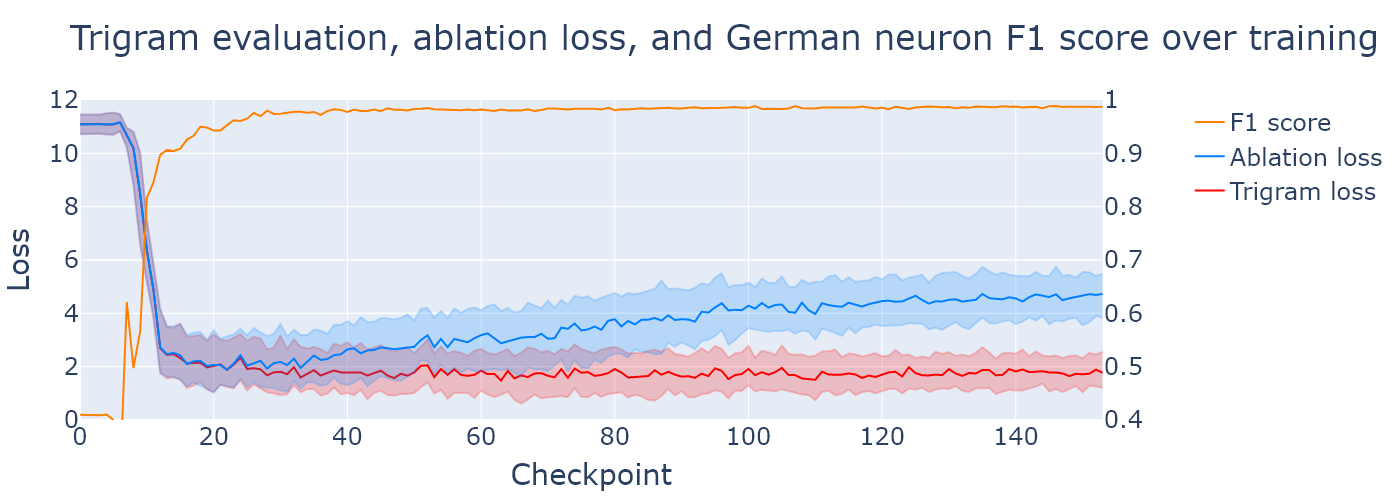 Trigram evaluation, ablation loss, and German neuron F1 score over training
12
10
8
6
4
2
0
Loss
1
0.9
0.8
0.7
0.6
0.5
0.4
0 20 40 60 80 100 120 140
Checkpoint
F1 score
Ablation loss
Trigram loss